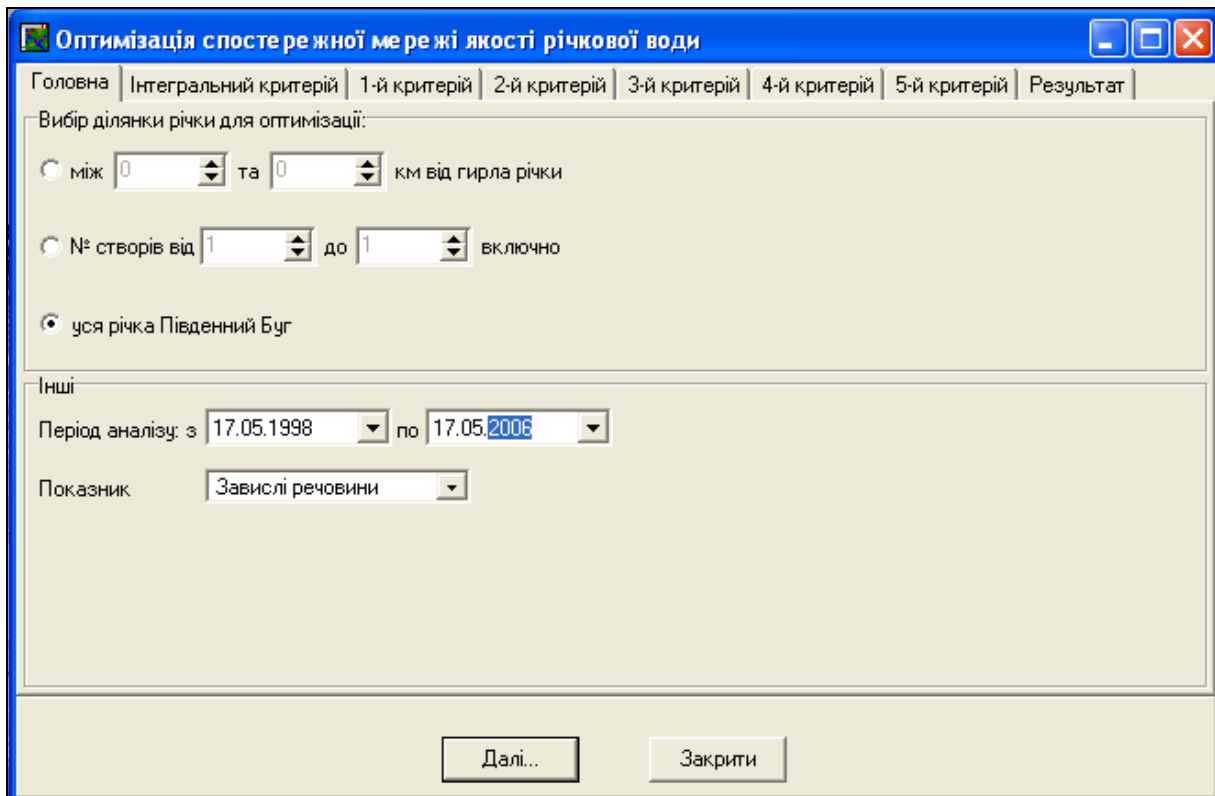 Оптимізація спостережної мережі якості річкової води
Головна Інтегральний критерій 1-й критерій 2-й критерій 3-й критерій 4-й критерій 5-й критерій Результат
Вибір ділянки річки для оптимізації:
між 0 та 0 км від гирла річки
№ створів від 1 до 1 включно
уся річка Південний Буг
Інші
Період аналізу: з 17.05.1998 по 17.05.2006
Показник Завислі речовини
Далі... Закрити